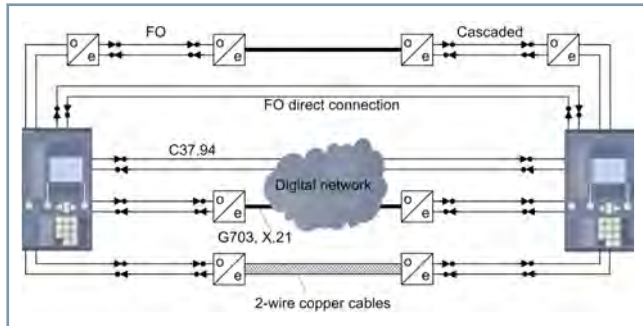 o
e
FO
o
e
o
e
Cascaded
o
e
FO direct connection
C37.94
Digital network
o
e
o
e
G703, X.21
o
e
o
e
2-wire copper cables